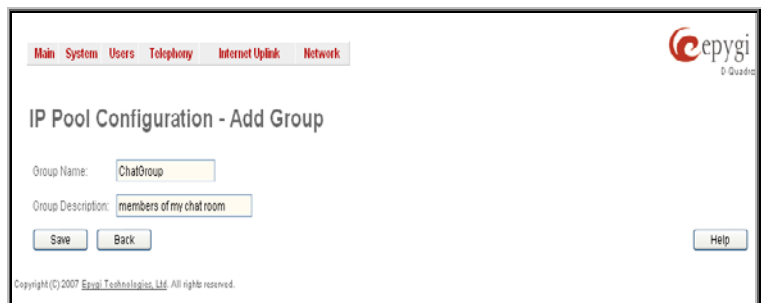 Main System Users Telephony Internet Uplink Network
epygi
D Quadro
IP Pool Configuration - Add Group
Group Name: ChatGroup
Group Description: members of my chat room
Save Back Help
Copyright (C) 2007 Epygi Technologies, Ltd. All rights reserved.